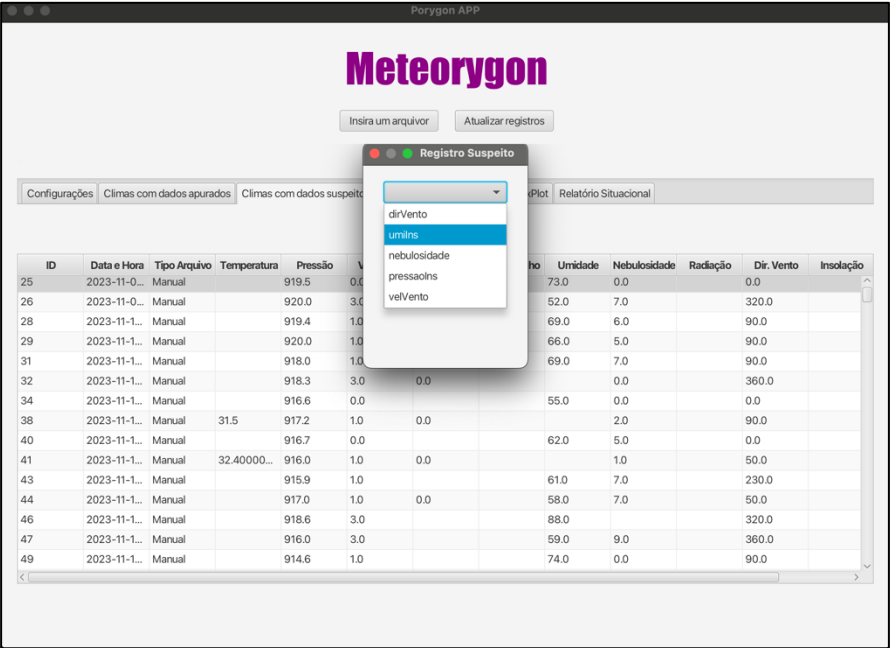 Porygon APP
Meteorygon
Insira um arquivor Atualizar registros
Registro Suspeito
Configurações Climas com dados apurados Climas com dados suspeito Plot Relatório Situacional
dirVento
umiIns
nebulosidade
pressaoIns
velVento
ID Data e Hora Tipo Arquivo Temperatura Pressão V ho Umidade Nebulosidade Radiação Dir. Vento Insolação
25 2023-11-0... Manual 919.5 0.0 73.0 0.0 0.0
26 2023-11-0... Manual 920.0 3.0 52.0 7.0 320.0
28 2023-11-1... Manual 919.4 1.0 69.0 6.0 90.0
29 2023-11-1... Manual 920.0 1.0 66.0 5.0 90.0
31 2023-11-1... Manual 918.0 1.0 69.0 7.0 90.0
32 2023-11-1... Manual 918.3 3.0 0.0 0.0 360.0
34 2023-11-1... Manual 916.6 0.0 55.0 0.0 0.0
38 2023-11-1... Manual 31.5 917.2 1.0 0.0 2.0 90.0
40 2023-11-1... Manual 916.7 0.0 62.0 5.0 0.0
41 2023-11-1... Manual 32.40000... 916.0 1.0 0.0 1.0 50.0
43 2023-11-1... Manual 915.9 1.0 61.0 7.0 230.0
44 2023-11-1... Manual 917.0 1.0 0.0 58.0 7.0 50.0
46 2023-11-1... Manual 918.6 3.0 88.0 320.0
47 2023-11-1... Manual 916.0 3.0 59.0 9.0 360.0
49 2023-11-1... Manual 914.6 1.0 74.0 0.0 90.0